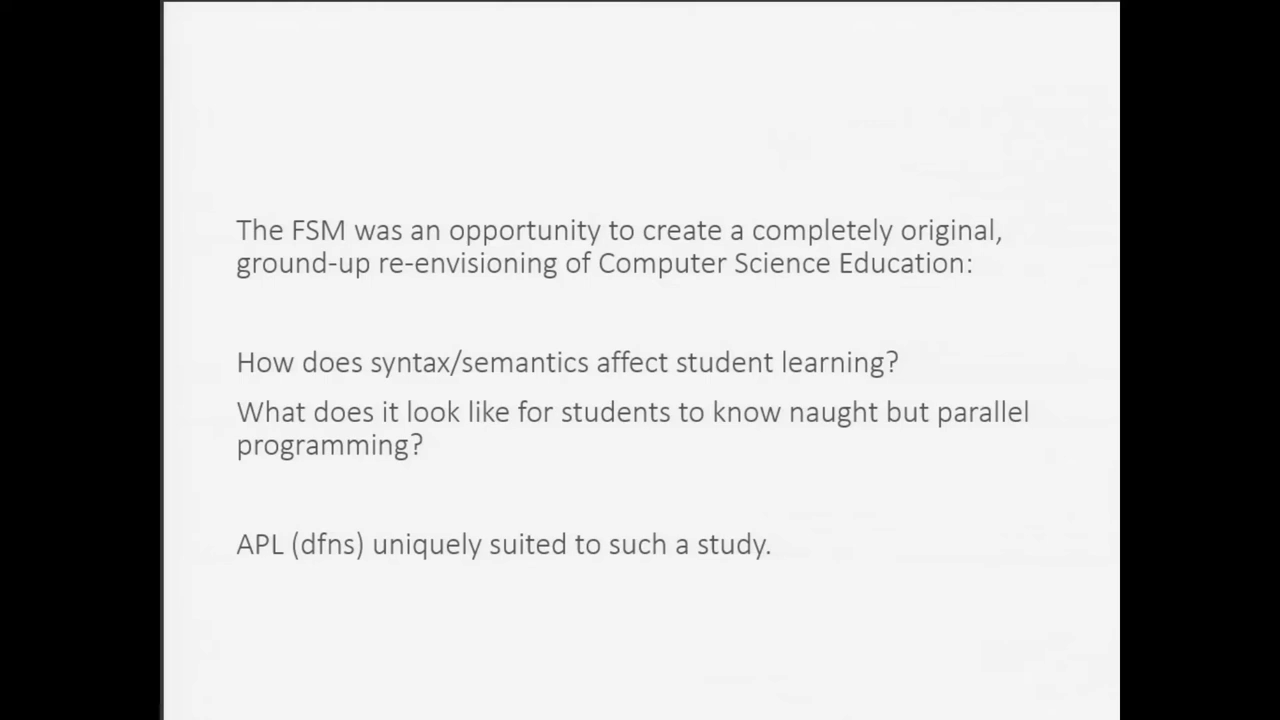 The FSM was an opportunity to create a completely original,
ground-up re-envisioning of Computer Science Education:
How does syntax/semantics affect student learning?
What does it look like for students to know naught but parallel
programming?
APL (dfns) uniquely suited to such a study.